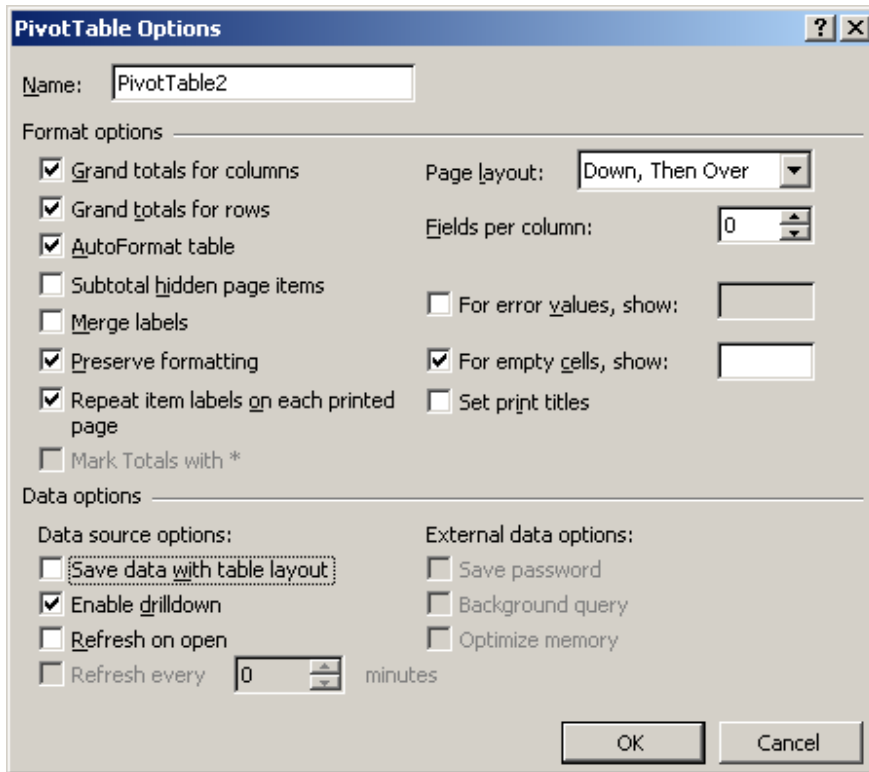 PivotTable Options
Name: PivotTable2
Format options
Grand totals for columns
Page layout: Down, Then Over
Grand totals for rows
Fields per column: 0
AutoFormat table
Subtotal hidden page items
For error values, show:
Merge labels
Preserve formatting
For empty cells, show:
Repeat item labels on each printed
page
Set print titles
Mark Totals with *
Data options
Data source options:
External data options:
Save data with table layout
Save password
Enable drilldown
Background query
Refresh on open
Optimize memory
Refresh every 0 minutes
OK Cancel